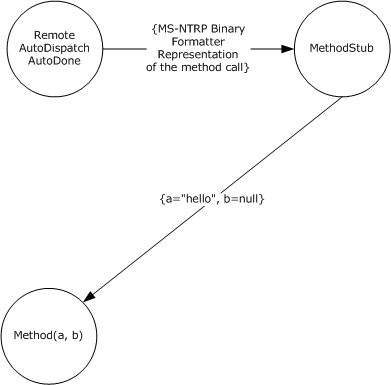 Remote
AutoDispatch
AutoDone
{MS-NTRP Binary
Formatter
Representation
of the method call}
MethodStub
{a="hello", b=null}
Method(a, b)